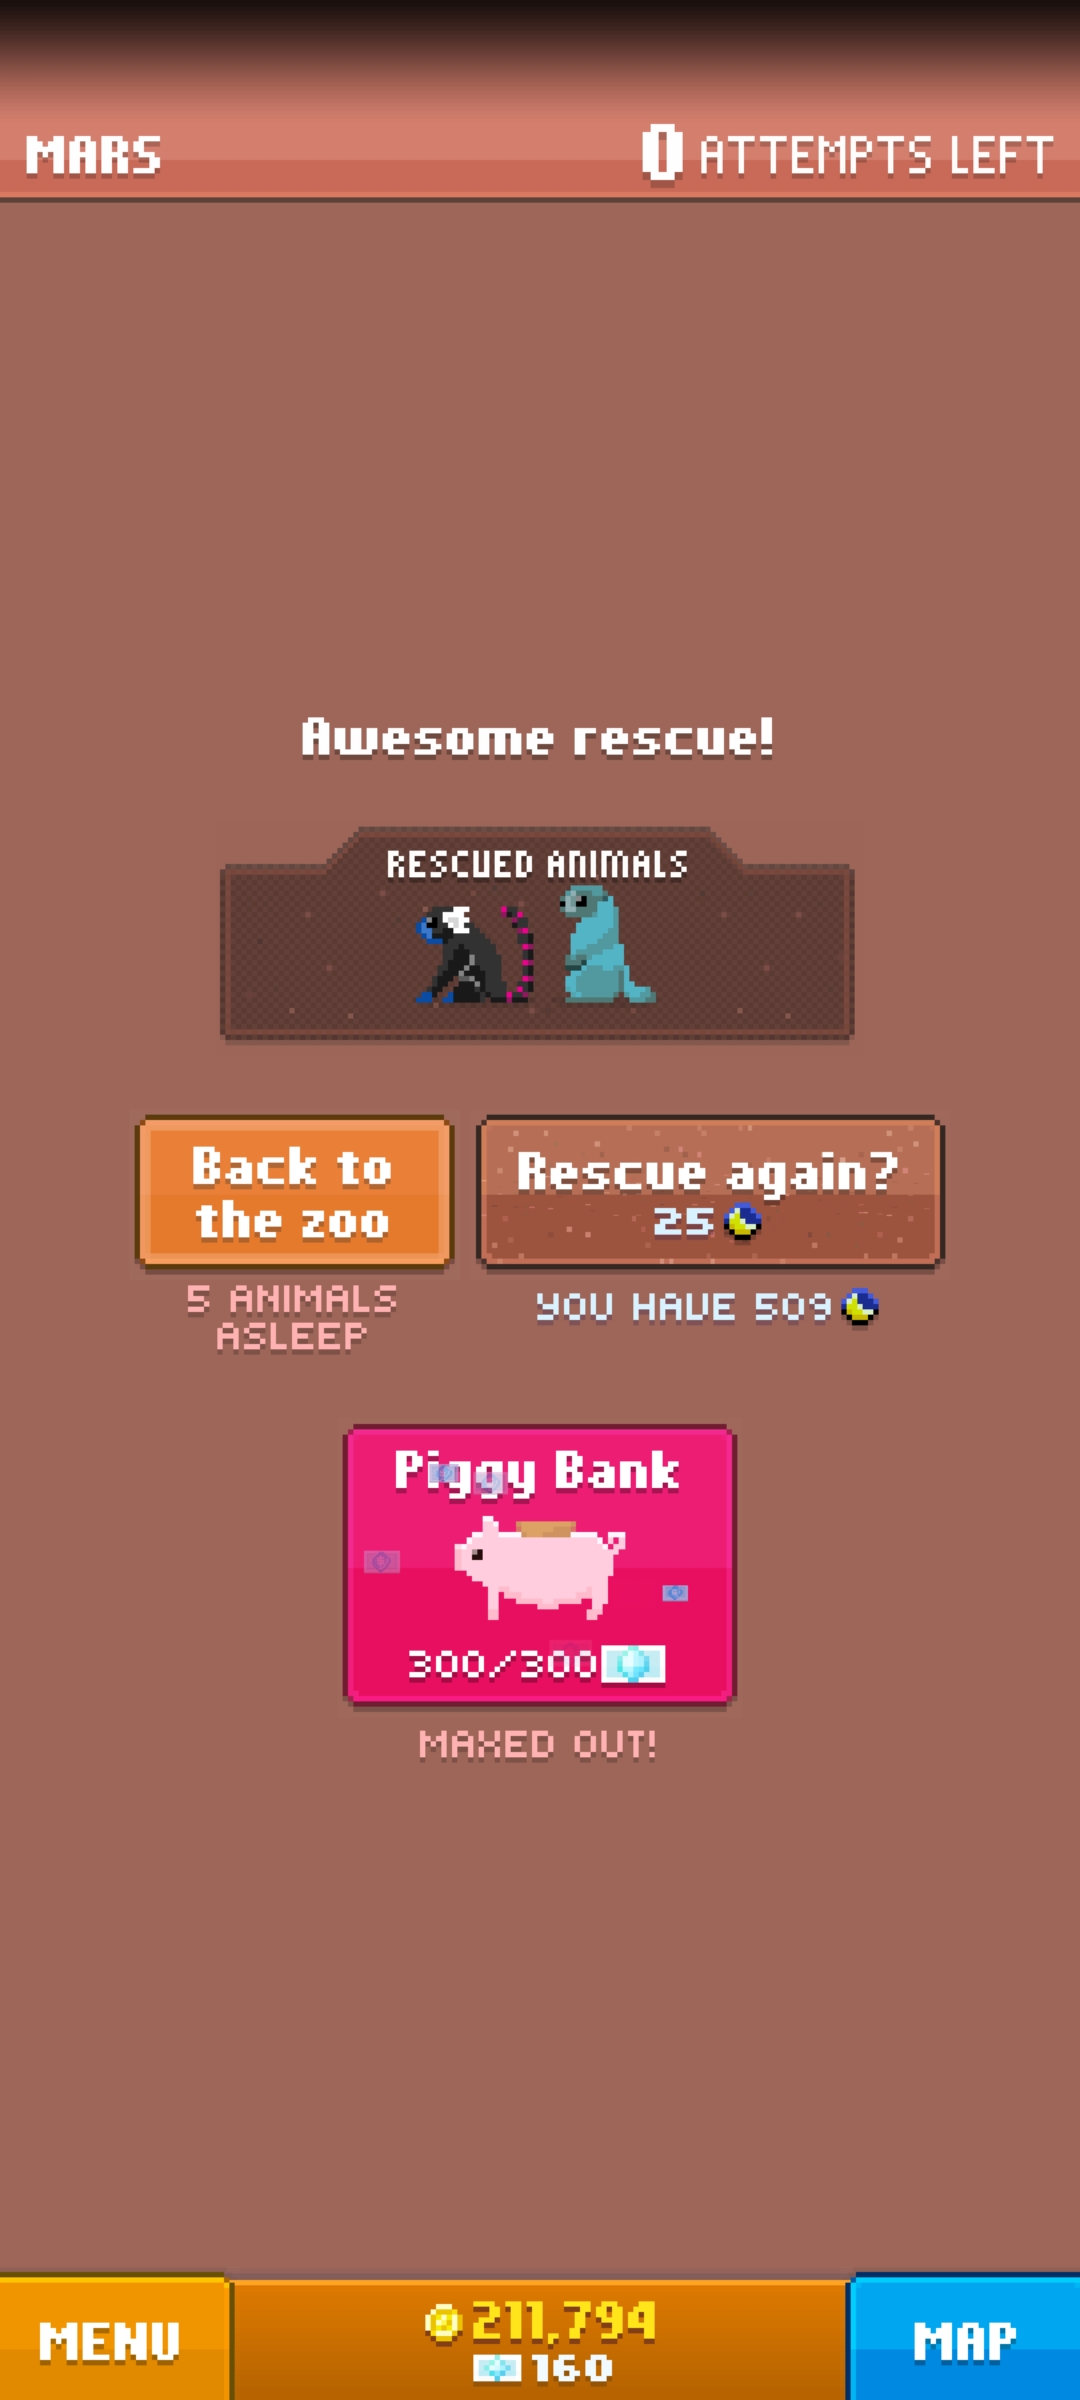 MARS
0 ATTEMPTS LEFT
Awesome rescue!
RESCUED ANIMALS
Back to
the zoo
Rescue again?
25
5 ANIMALS
ASLEEP
YOU HAVE 509
Piggy Bank
300/300
MAXED OUT!
MENU
211,794
160
MAP